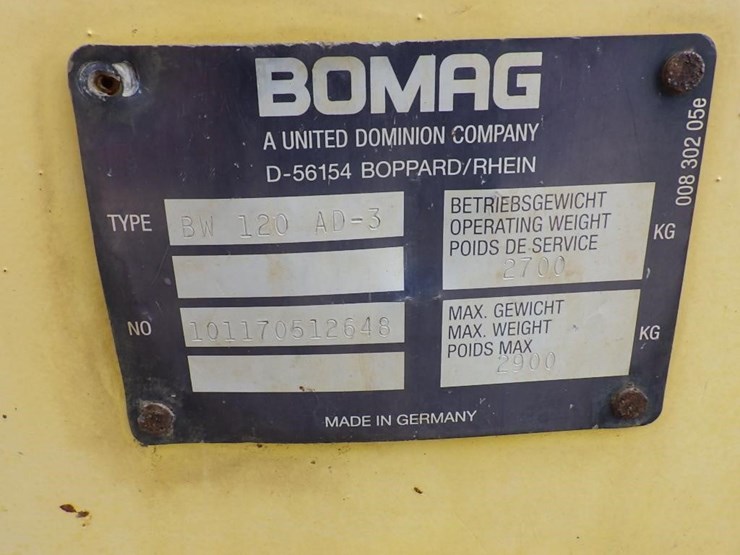 BOMAG
A UNITED DOMINION COMPANY
D-56154 BOPPARD/RHEIN
TYPE BW 120 AD-3
BETRIEBSGEWICHT
OPERATING WEIGHT
POIDS DE SERVICE
2700 KG
NO 101170512648
MAX. GEWICHT
MAX. WEIGHT
POIDS MAX
2900 KG
MADE IN GERMANY
008 302 05e